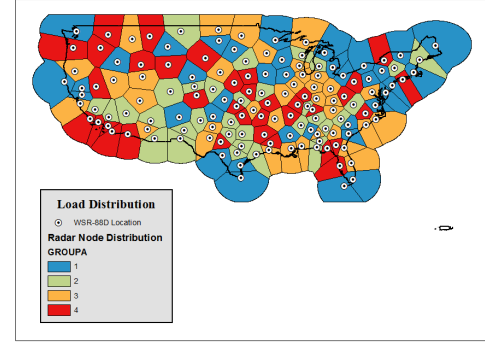 Load Distribution
WSR-88D Location
Radar Node Distribution
GROUPA
1
2
3
4